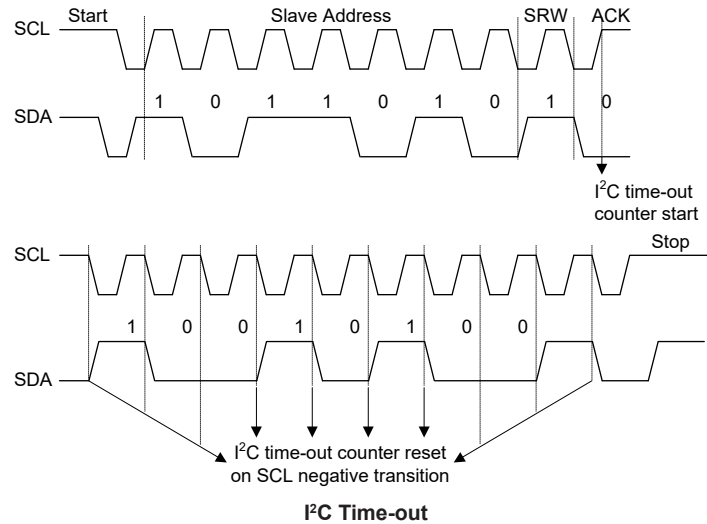 Start Slave Address SRW ACK
SCL
1 0 1 1 0 1 0 1 0
SDA
I²C time-out
counter start
Stop
SCL
1 0 0 1 0 1 0 0
SDA
I²C time-out counter reset
on SCL negative transition
I²C Time-out